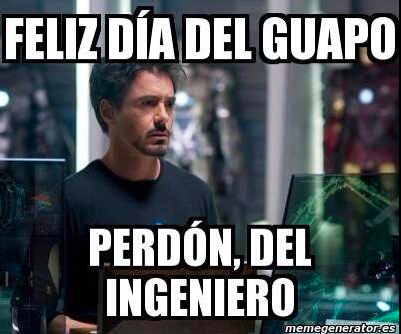 FELIZ DÍA DEL GUAPO
PERDÓN, DEL
INGENIERO
memegenerator.es